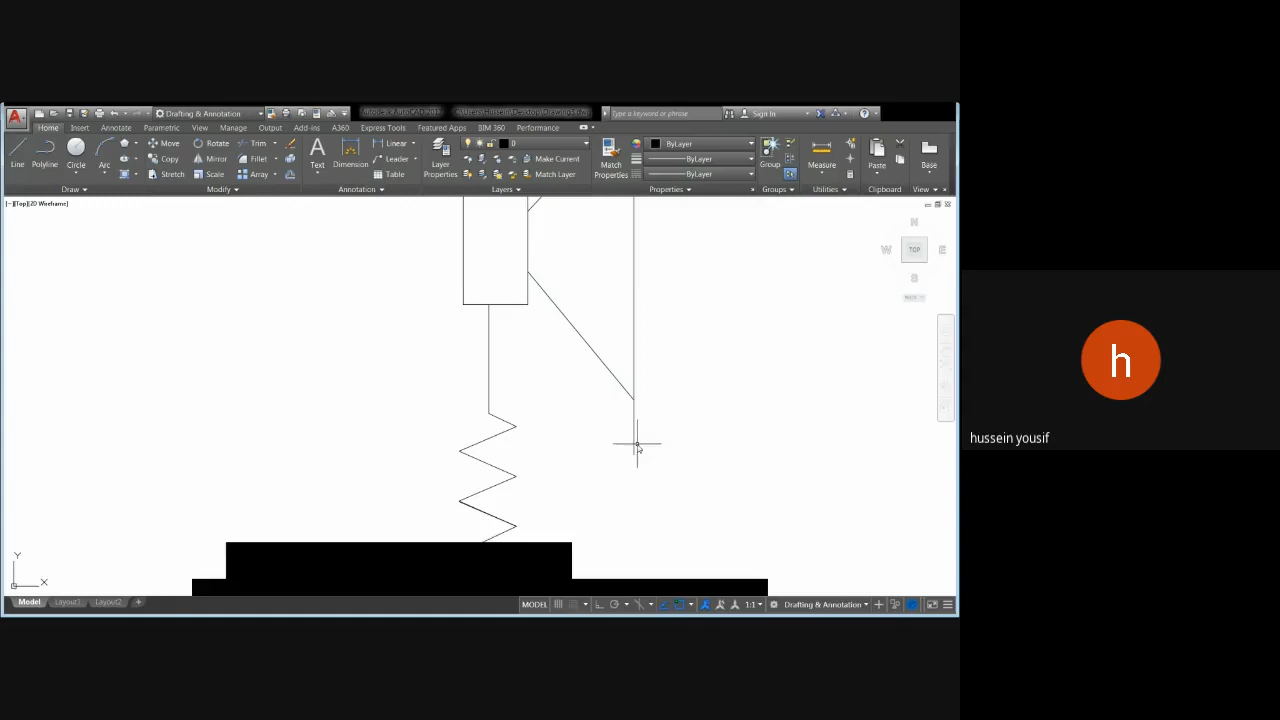 Drafting & Annotation
Type a keyword or phrase
Sign In
Home Insert Annotate Parametric View Manage Output Add-ins A360 Express Tools Featured Apps BIM 360 Performance
Move Rotate Trim Linear 0 ByLayer
Line Polyline Circle Arc Copy Mirror Fillet Text Dimension Leader Layer Properties Make Current Match Properties ByLayer Group Measure Paste Base
Stretch Scale Array Table Match Layer ByLayer
Draw Modify Annotation Layers Properties Groups Utilities Clipboard View
[−][Top][2D Wireframe]
N
W TOP E
S
h
hussein yousif
Y
X
Model Layout1 Layout2 +
MODEL 1:1 Drafting & Annotation